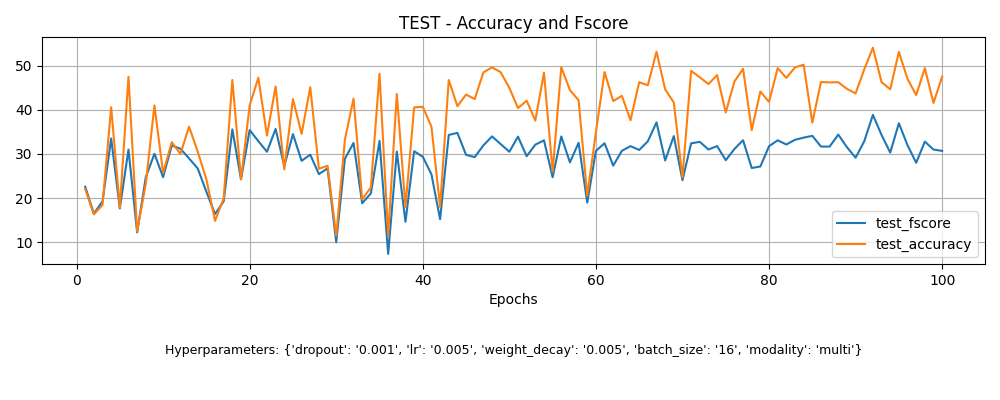 TEST - Accuracy and Fscore
50
40
30
20
10
test_fscore
test_accuracy
0 20 40 60 80 100
Epochs
Hyperparameters: {'dropout': '0.001', 'lr': '0.005', 'weight_decay': '0.005', 'batch_size': '16', 'modality': 'multi'}